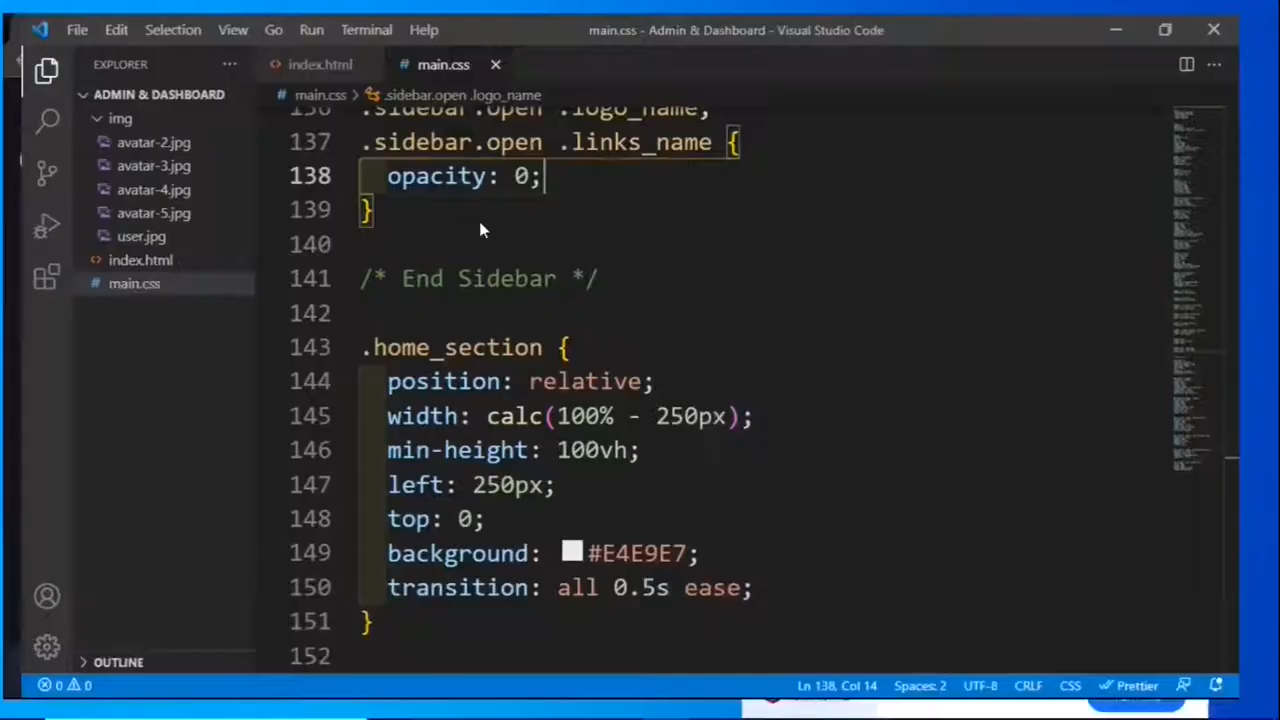 File Edit Selection View Go Run Terminal Help
main.css - Admin & Dashboard - Visual Studio Code
EXPLORER
index.html
main.css
ADMIN & DASHBOARD
main.css > .sidebar.open .logo_name
img
avatar-2.jpg
avatar-3.jpg
avatar-4.jpg
avatar-5.jpg
user.jpg
index.html
main.css
136 .sidebar.open .logo_name,
137 .sidebar.open .links_name {
138 opacity: 0;
139 }
140
141 /* End Sidebar */
142
143 .home_section {
144 position: relative;
145 width: calc(100% - 250px);
146 min-height: 100vh;
147 left: 250px;
148 top: 0;
149 background: #E4E9E7;
150 transition: all 0.5s ease;
151 }
152
OUTLINE
0 0
Ln 138, Col 14 Spaces: 2 UTF-8 CRLF CSS Prettier